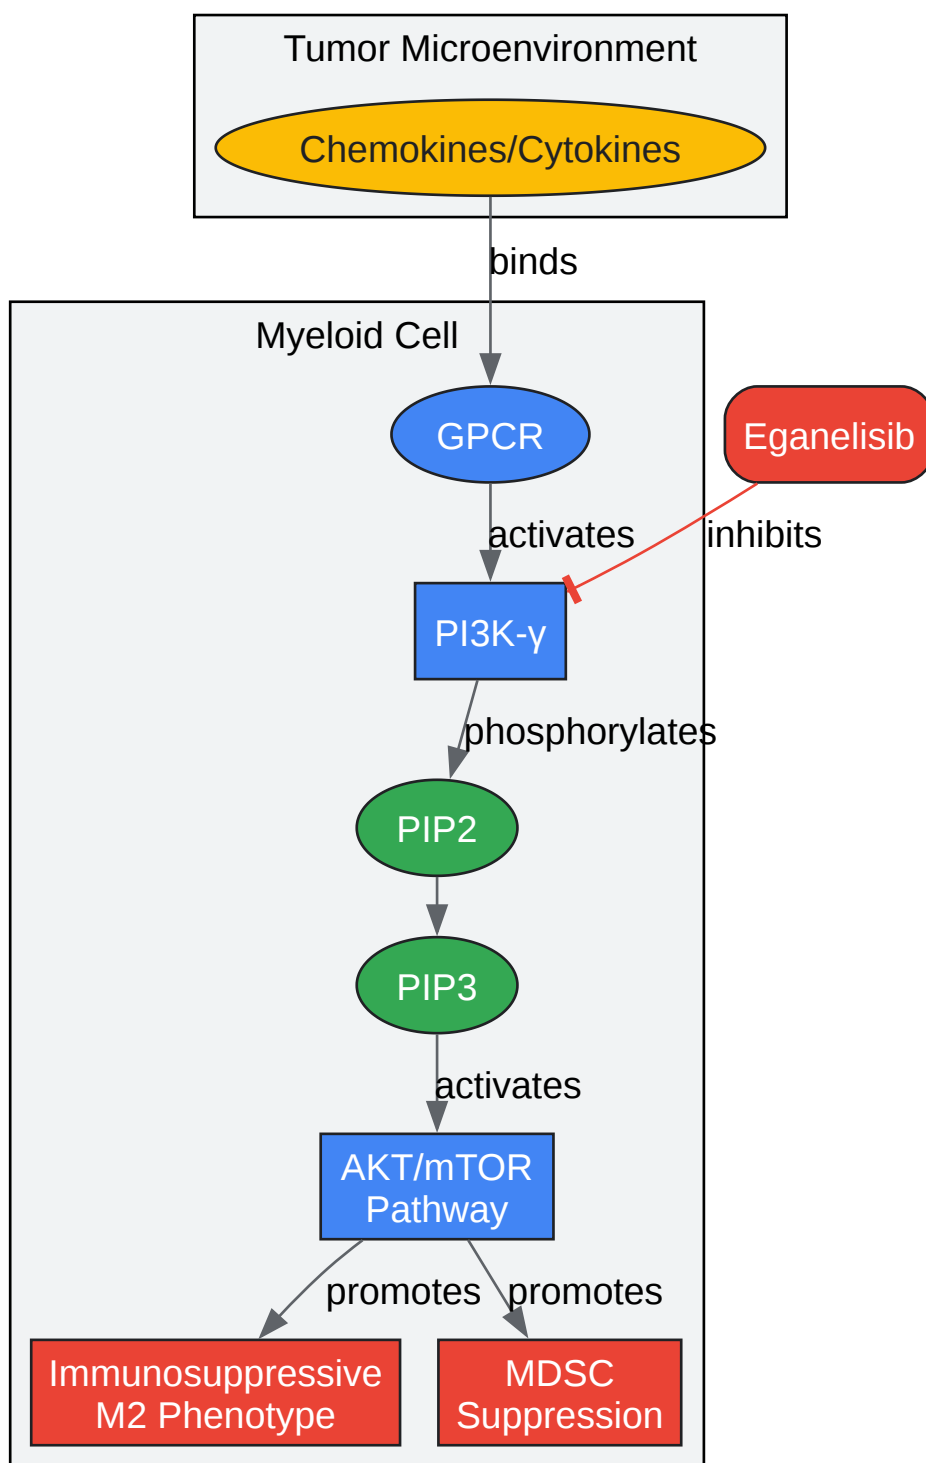 Tumor Microenvironment
Chemokines/Cytokines
binds
Myeloid Cell
GPCR
Eganelisib
activates
inhibits
PI3K-γ
phosphorylates
PIP2
PIP3
activates
AKT/mTOR
Pathway
promotes
promotes
Immunosuppressive
M2 Phenotype
MDSC
Suppression